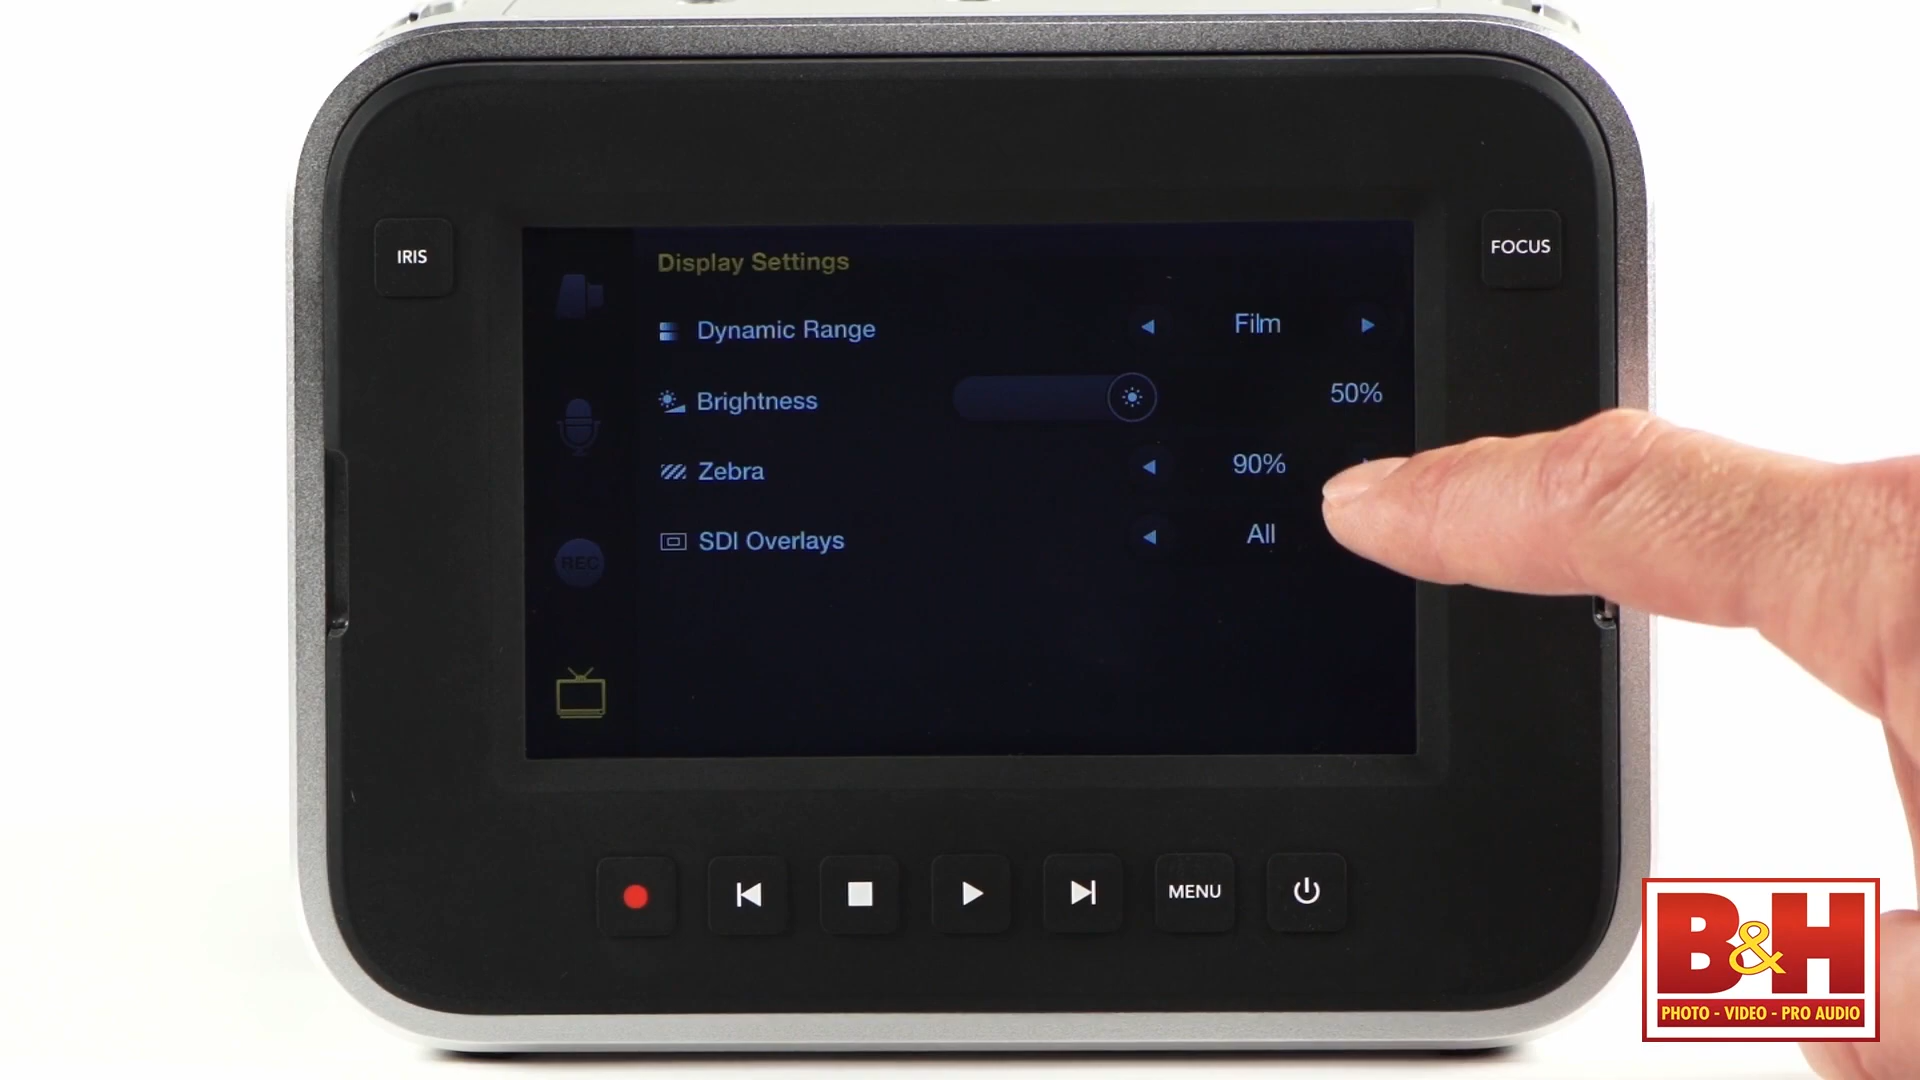 IRIS
FOCUS
Display Settings
Dynamic Range
Film
Brightness
50%
Zebra
90%
SDI Overlays
All
REC
MENU
B&H
PHOTO - VIDEO - PRO AUDIO